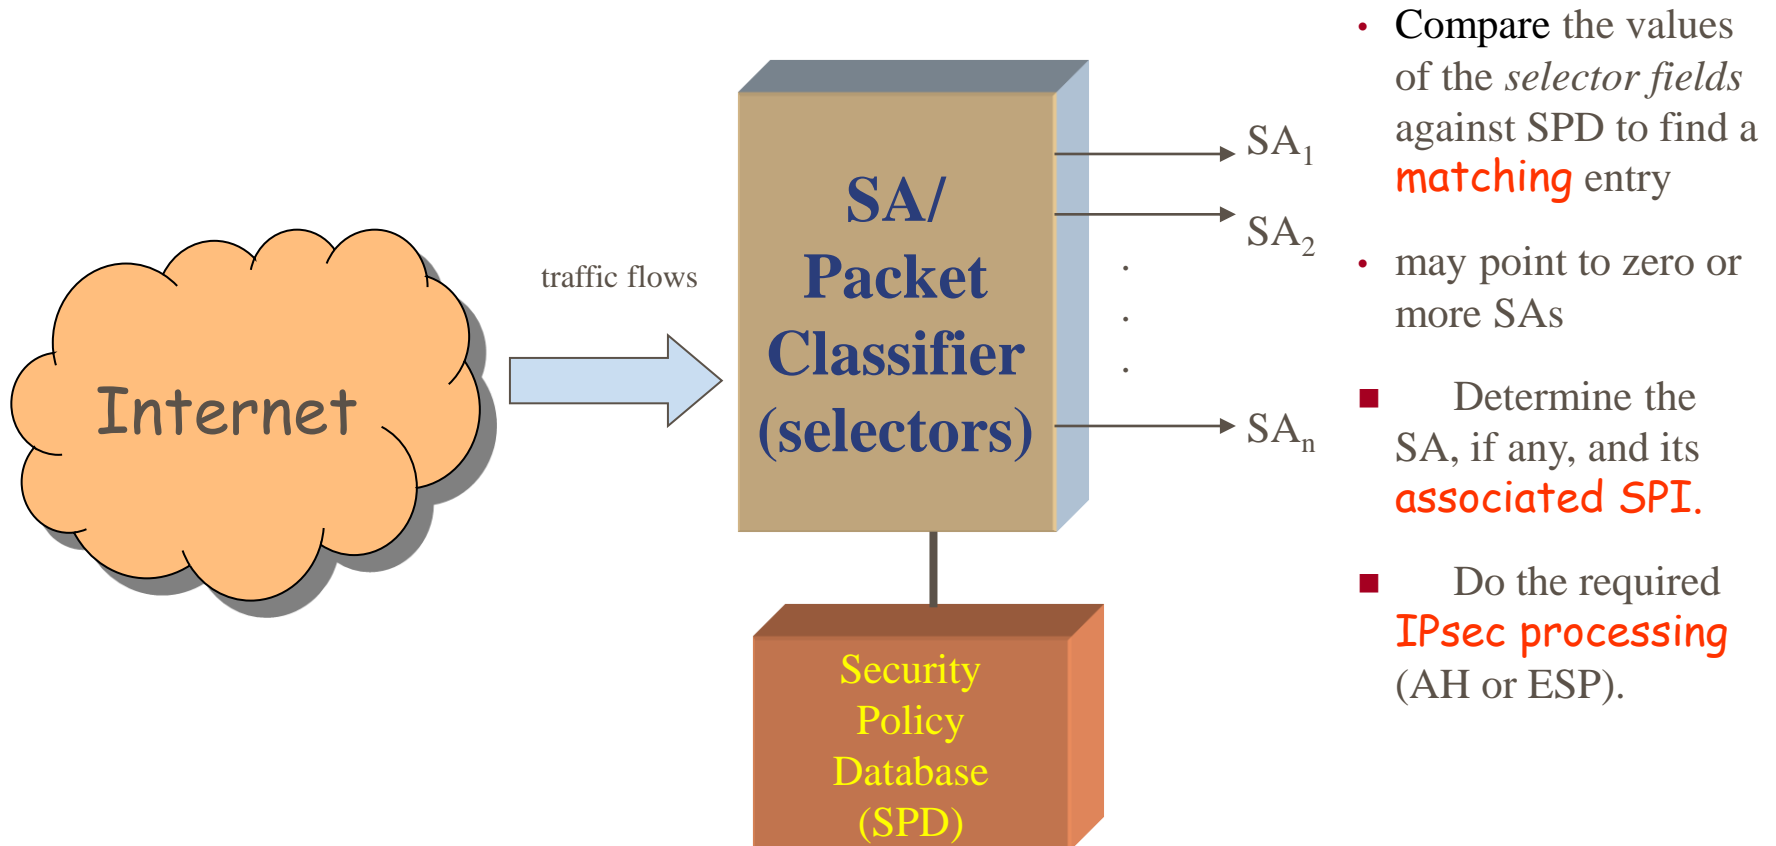 Internet
traffic flows
SA/
Packet
Classifier
(selectors)
SA1
SA2
.
.
.
SAn
Security
Policy
Database
(SPD)
• Compare the values
of the selector fields
against SPD to find a
matching entry
• may point to zero or
more SAs
■ Determine the
SA, if any, and its
associated SPI.
■ Do the required
IPsec processing
(AH or ESP).